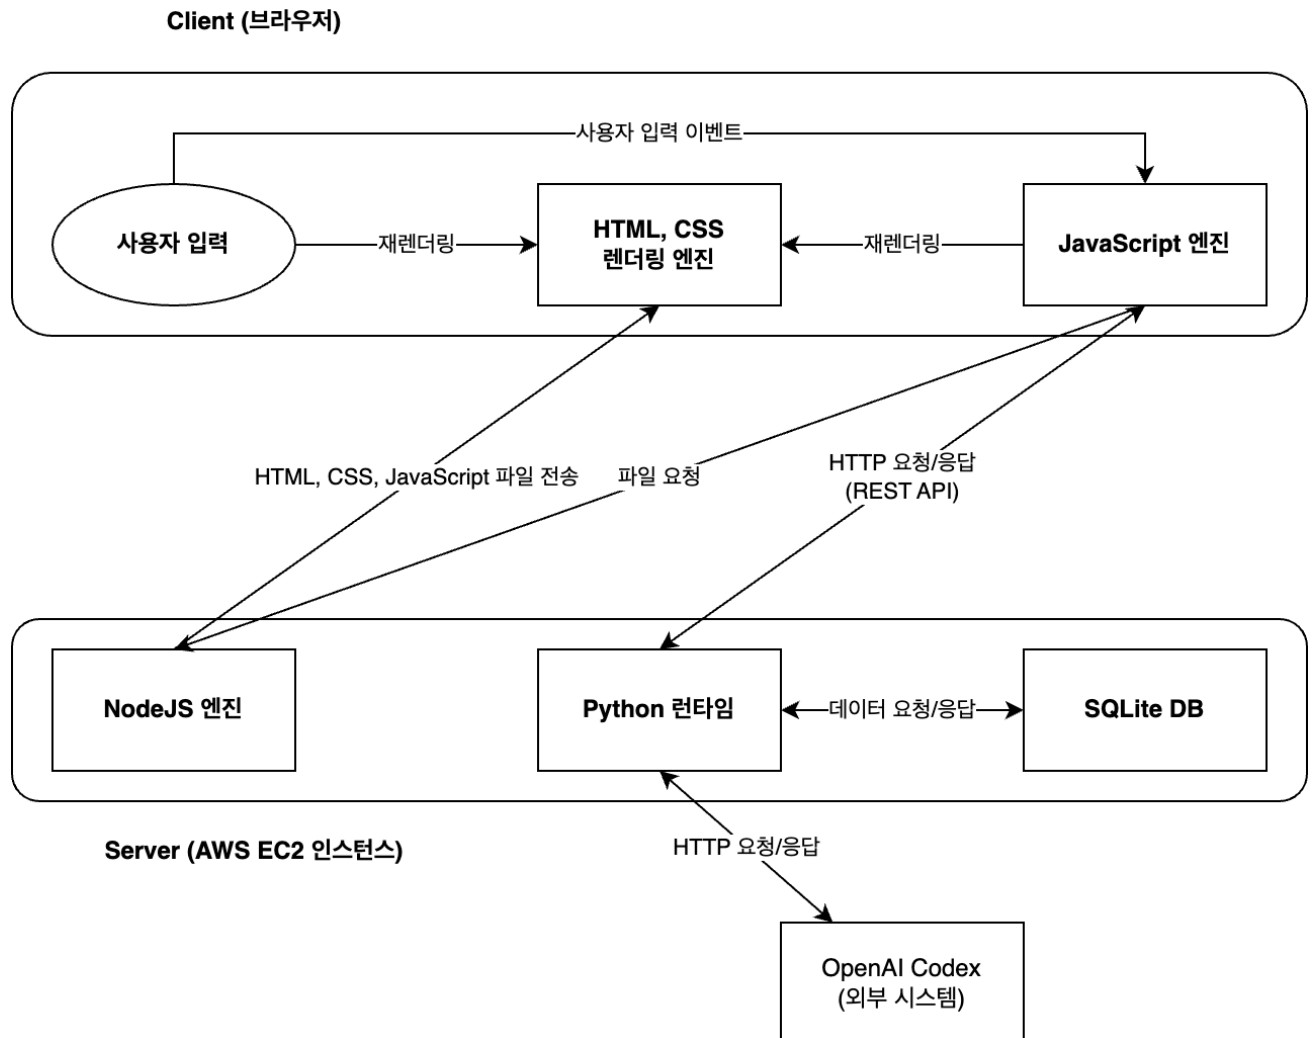 Client (브라우저)
사용자 입력 이벤트
사용자 입력
재렌더링
HTML, CSS
렌더링 엔진
재렌더링
JavaScript 엔진
HTML, CSS, JavaScript 파일 전송
파일 요청
HTTP 요청/응답
(REST API)
NodeJS 엔진
Python 런타임
데이터 요청/응답
SQLite DB
Server (AWS EC2 인스턴스)
HTTP 요청/응답
OpenAI Codex
(외부 시스템)